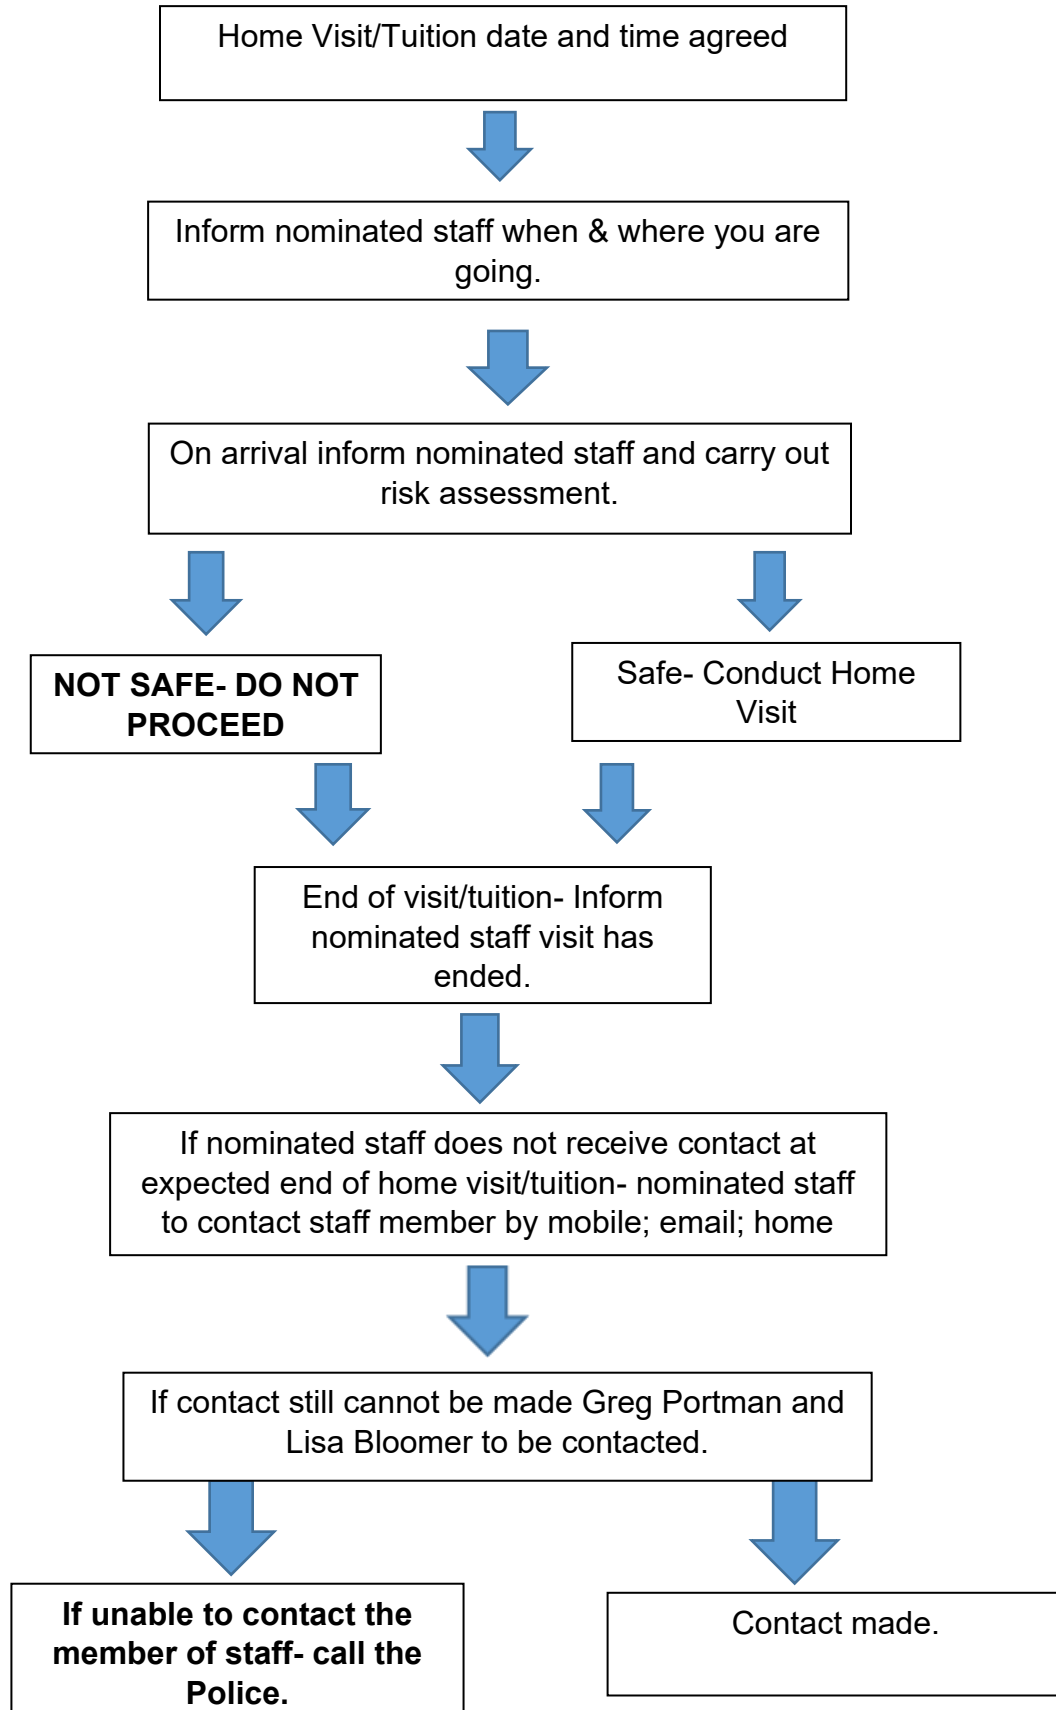 Home Visit/Tuition date and time agreed
Inform nominated staff when & where you are
going.
On arrival inform nominated staff and carry out
risk assessment.
NOT SAFE- DO NOT
PROCEED
Safe- Conduct Home
Visit
End of visit/tuition- Inform
nominated staff visit has
ended.
If nominated staff does not receive contact at
expected end of home visit/tuition- nominated staff
to contact staff member by mobile; email; home
If contact still cannot be made Greg Portman and
Lisa Bloomer to be contacted.
If unable to contact the
member of staff- call the
Police.
Contact made.